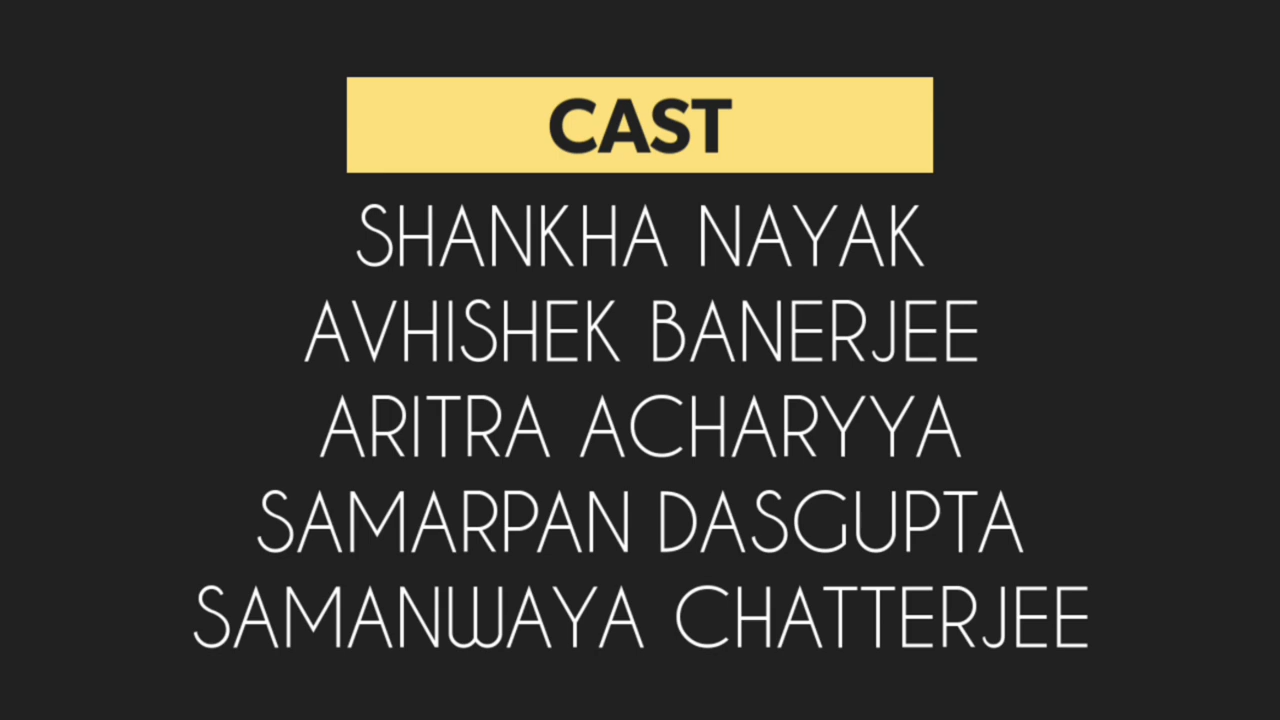 CAST
SHANKHA NAYAK
AVHISHEK BANERJEE
ARITRA ACHARYYA
SAMARPAN DASGUPTA
SAMANWAYA CHATTERJEE